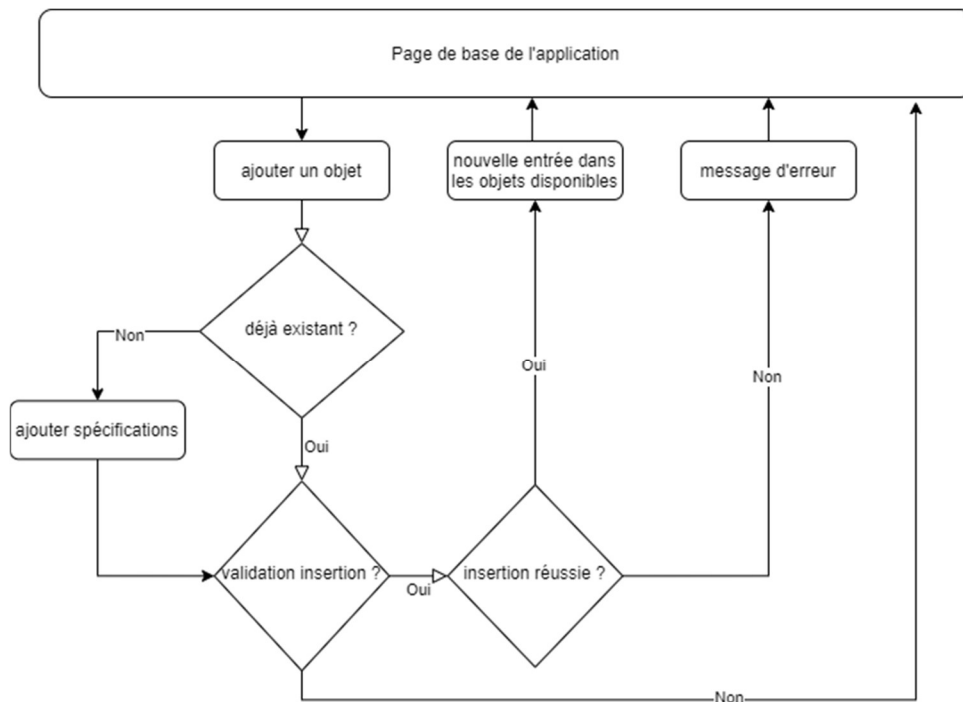 Page de base de l'application
ajouter un objet
nouvelle entrée dans
les objets disponibles
message d'erreur
déjà existant ?
Non
ajouter spécifications
Oui
Oui
Non
validation insertion ?
Oui
insertion réussie ?
Non